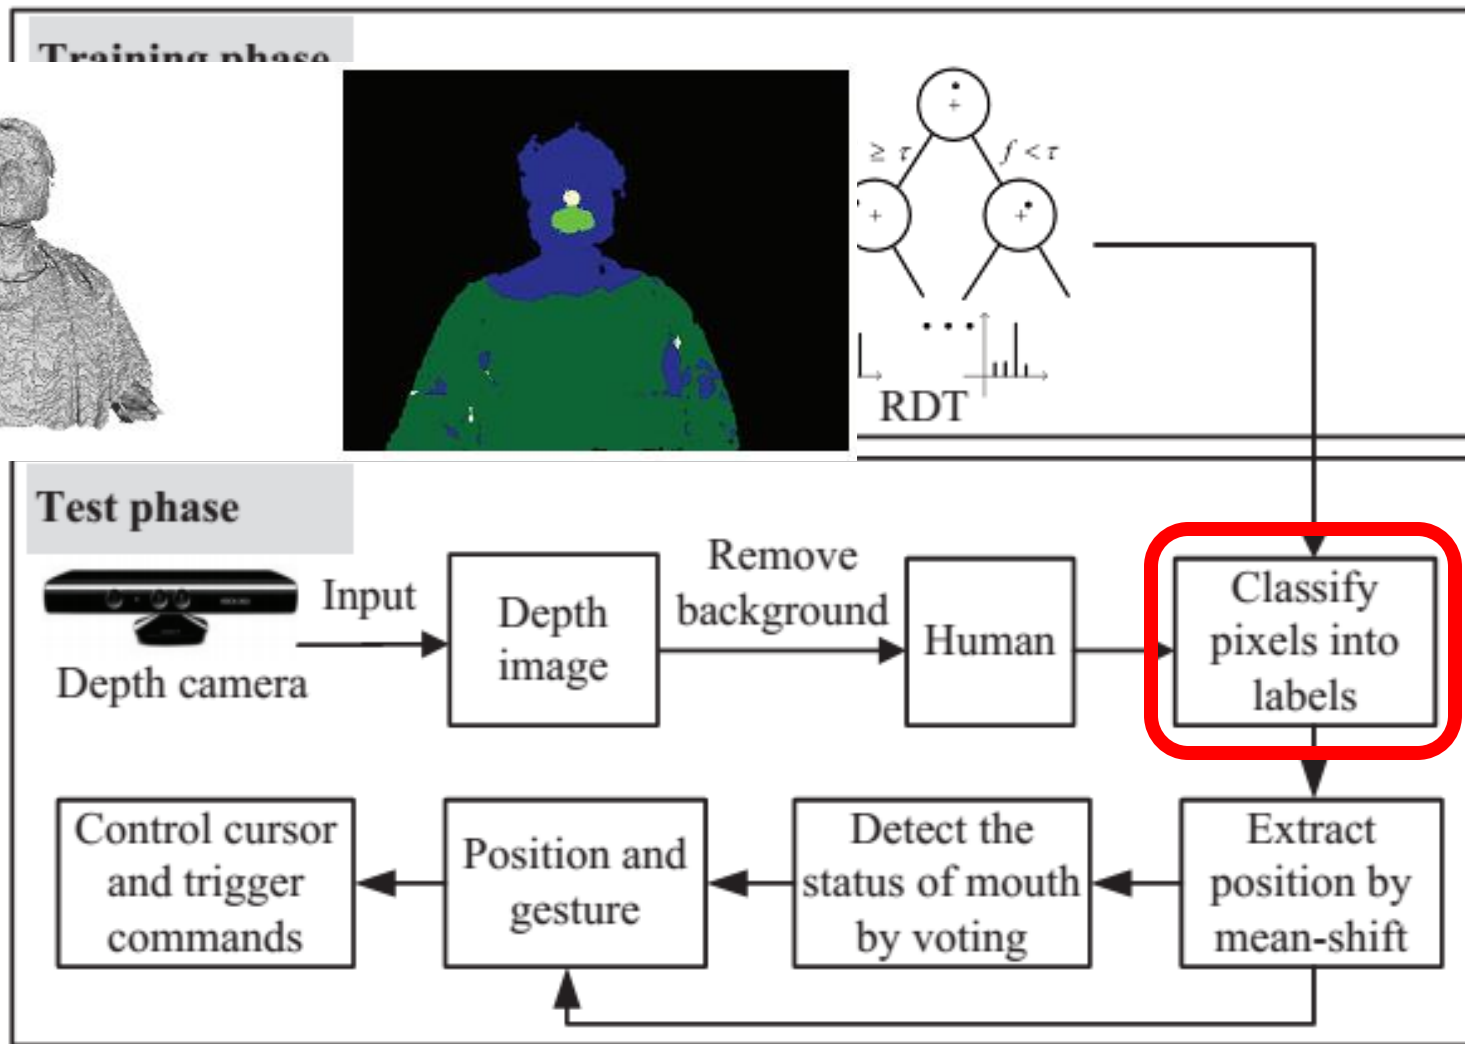 Training phase
≥ τ
f < τ
RDT
Test phase
Input
Depth camera
Depth
image
Remove
background
Human
Classify
pixels into
labels
Control cursor
and trigger
commands
Position and
gesture
Detect the
status of mouth
by voting
Extract
position by
mean-shift